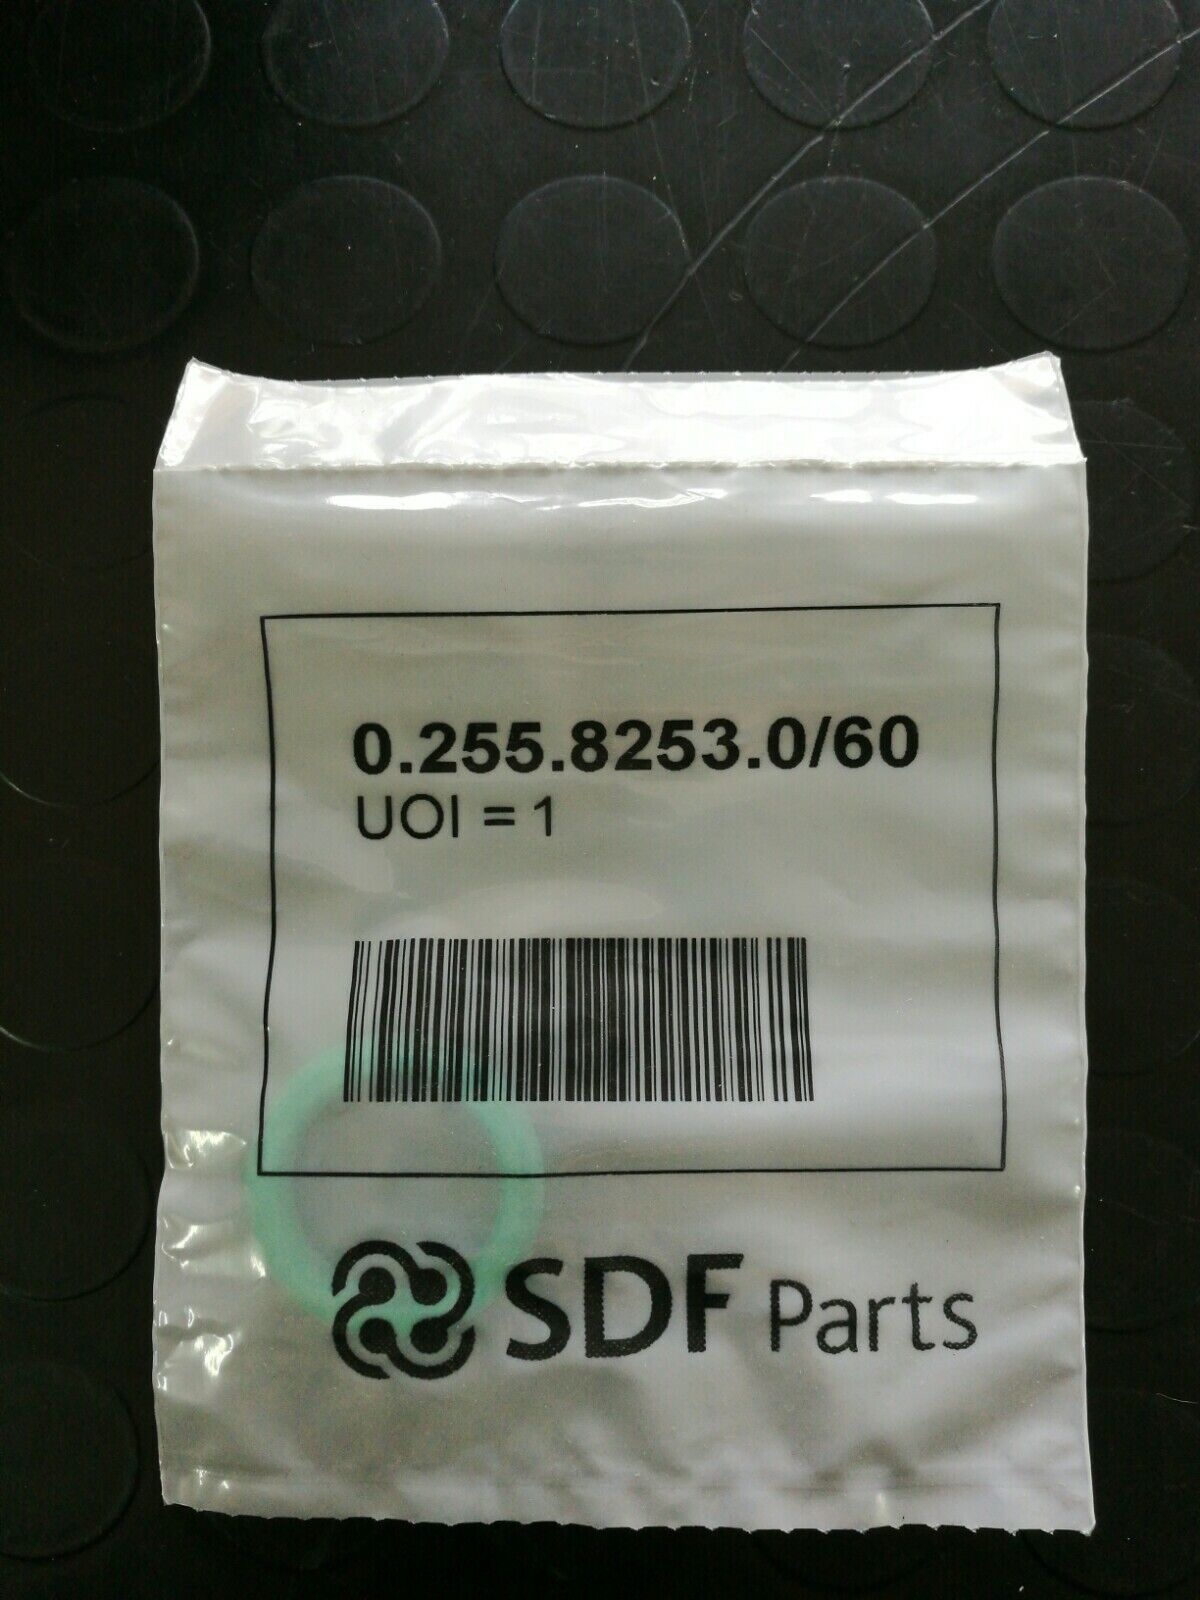 0.255.8253.0/60
UOI = 1
SDF Parts